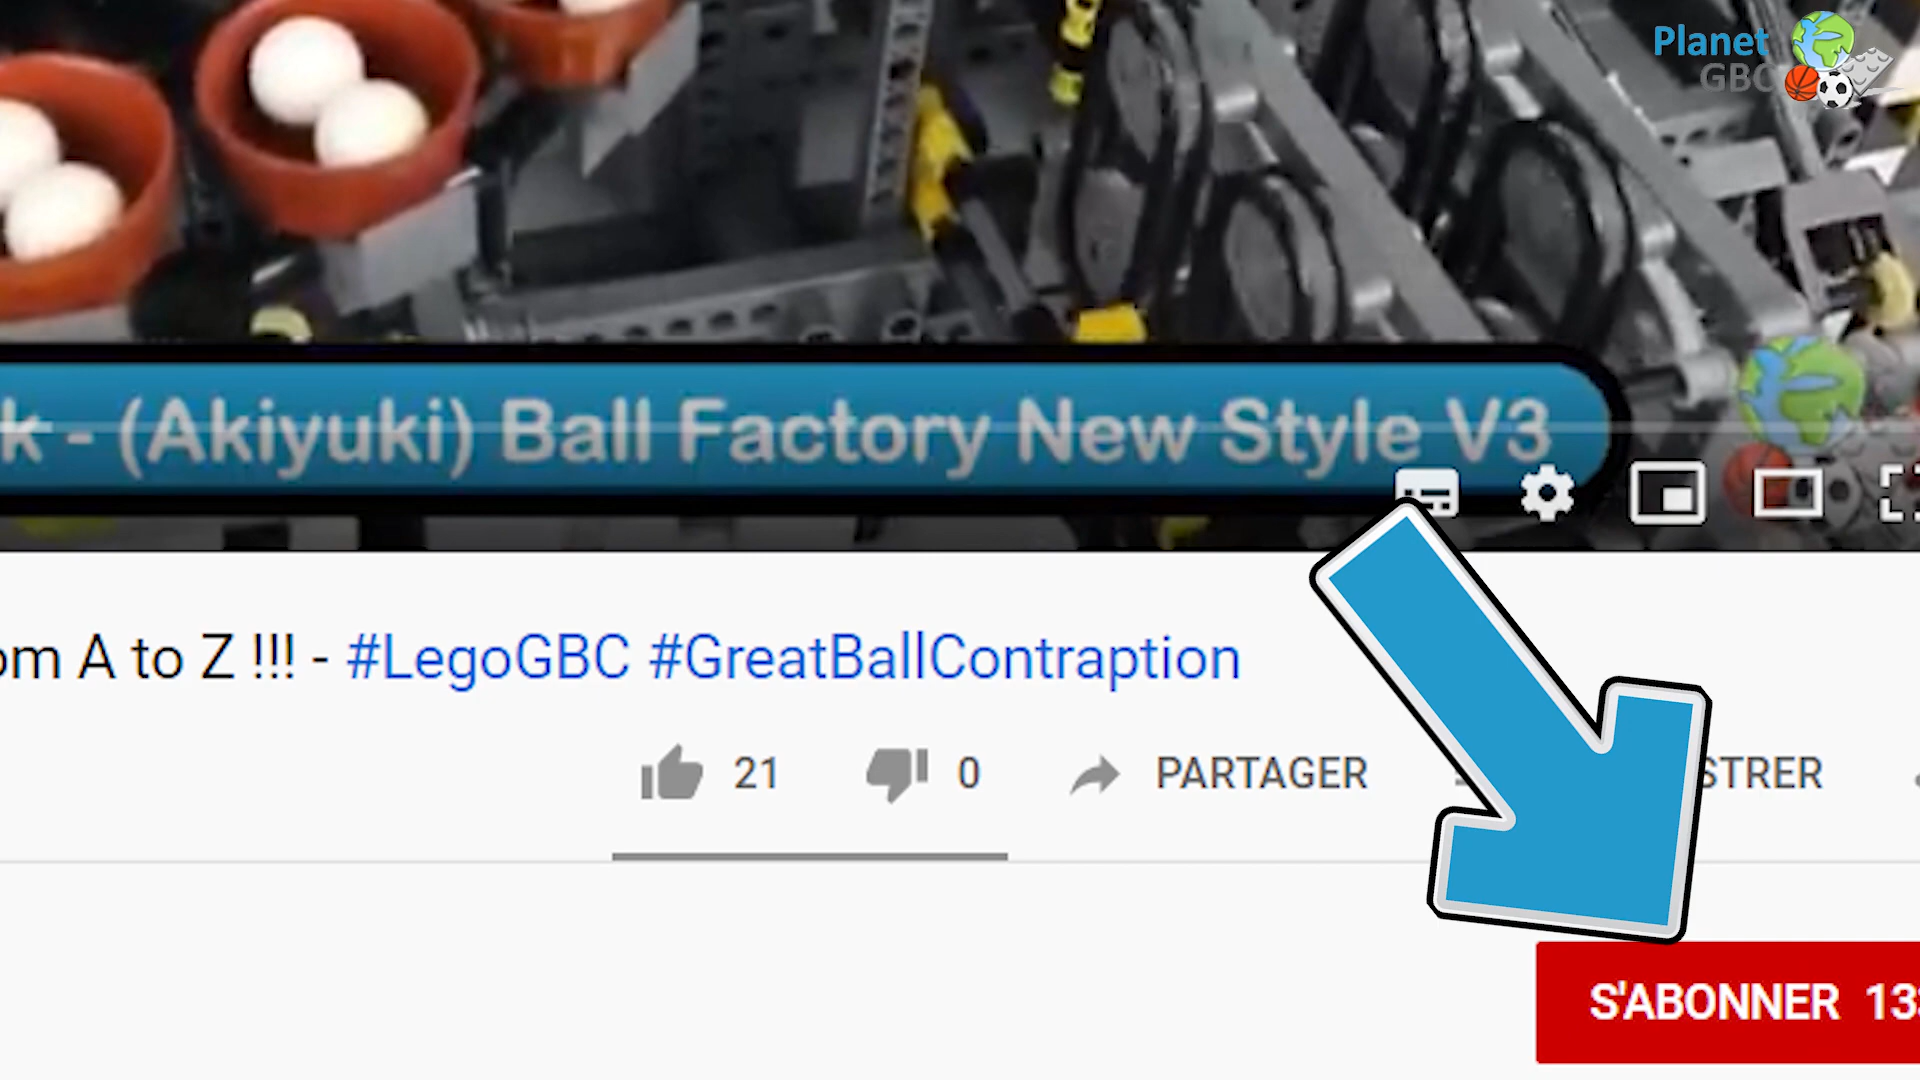 Planet
GBC
k - (Akiyuki) Ball Factory New Style V3
om A to Z !!! - #LegoGBC #GreatBallContraption
21 0 PARTAGER STRER
S'ABONNER 13